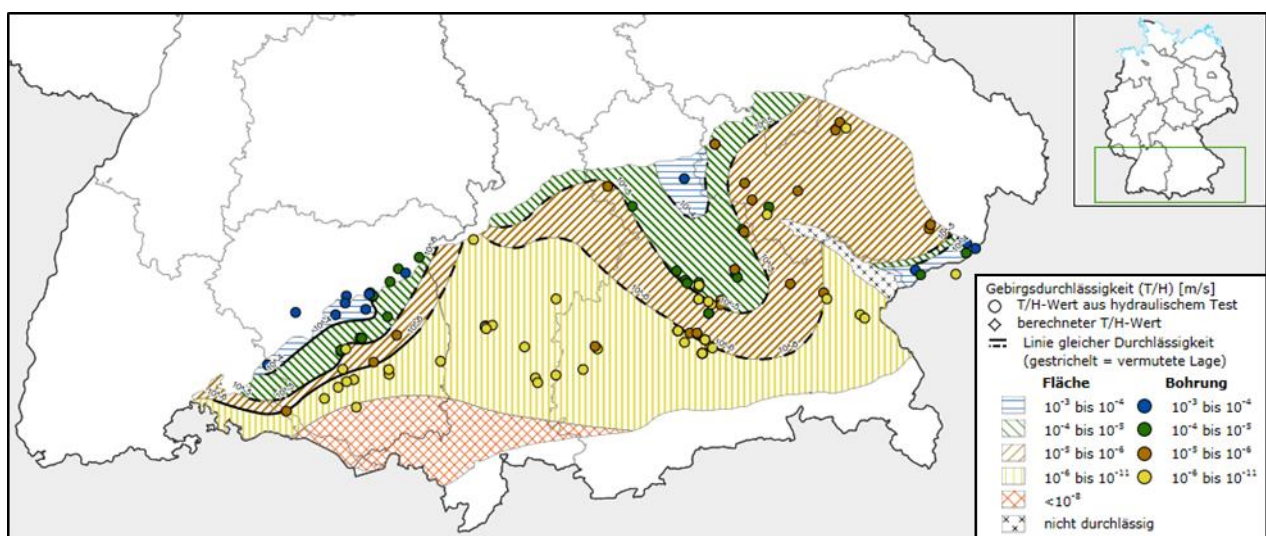 Gebirgsdurchlässigkeit (T/H) [m/s]
T/H-Wert aus hydraulischem Test
berechneter T/H-Wert
Linie gleicher Durchlässigkeit
(gestrichelt = vermutete Lage)
Fläche Bohrung
10⁻³ bis 10⁻⁴ 10⁻³ bis 10⁻⁴
10⁻⁴ bis 10⁻⁵ 10⁻⁴ bis 10⁻⁵
10⁻⁵ bis 10⁻⁶ 10⁻⁵ bis 10⁻⁶
10⁻⁶ bis 10⁻¹¹ 10⁻⁶ bis 10⁻¹¹
<10⁻⁸
nicht durchlässig